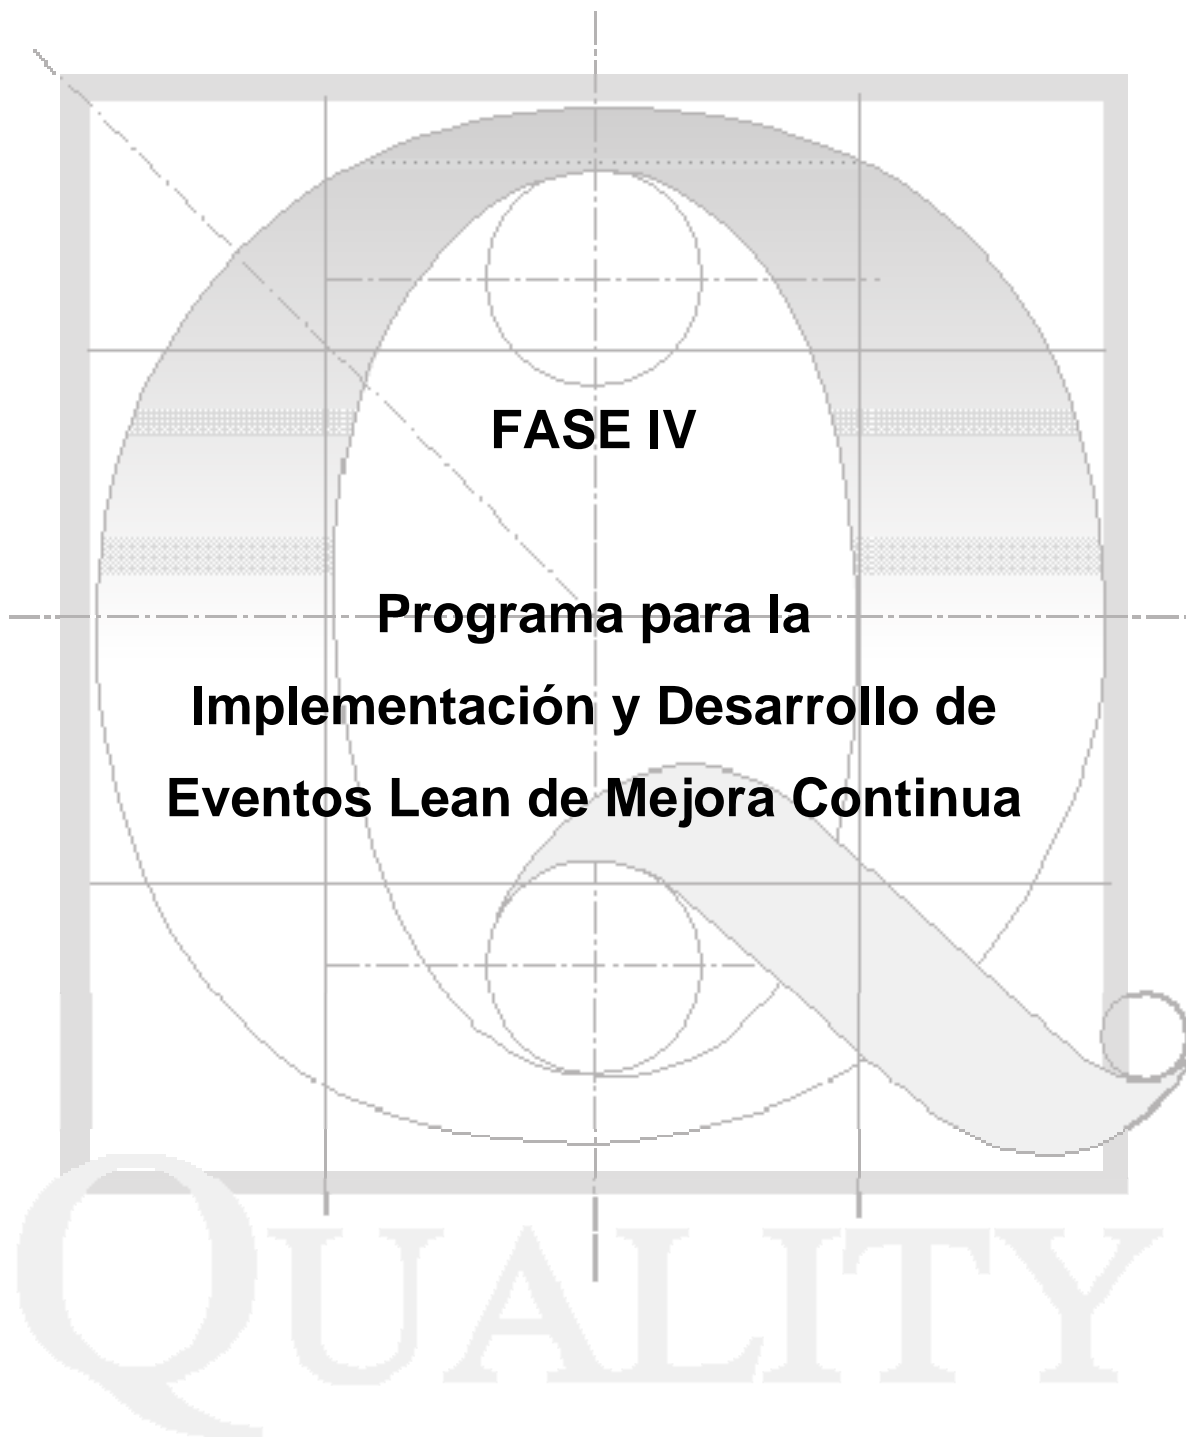 FASE IV
Programa para la
Implementación y Desarrollo de
Eventos Lean de Mejora Continua
QUALITY